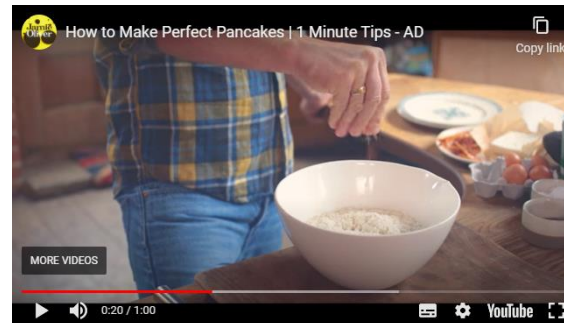 Jamie
Oliver
How to Make Perfect Pancakes | 1 Minute Tips - AD
Copy link
MORE VIDEOS
0:20 / 1:00
YouTube